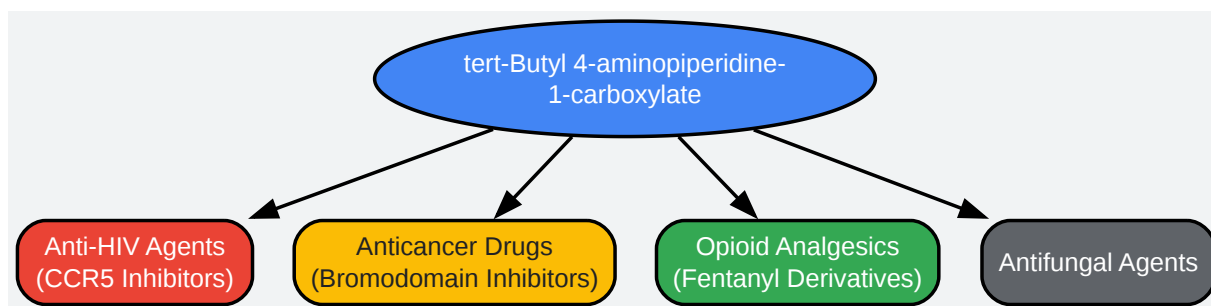 tert-Butyl 4-aminopiperidine-
1-carboxylate
Anti-HIV Agents
(CCR5 Inhibitors)
Anticancer Drugs
(Bromodomain Inhibitors)
Opioid Analgesics
(Fentanyl Derivatives)
Antifungal Agents